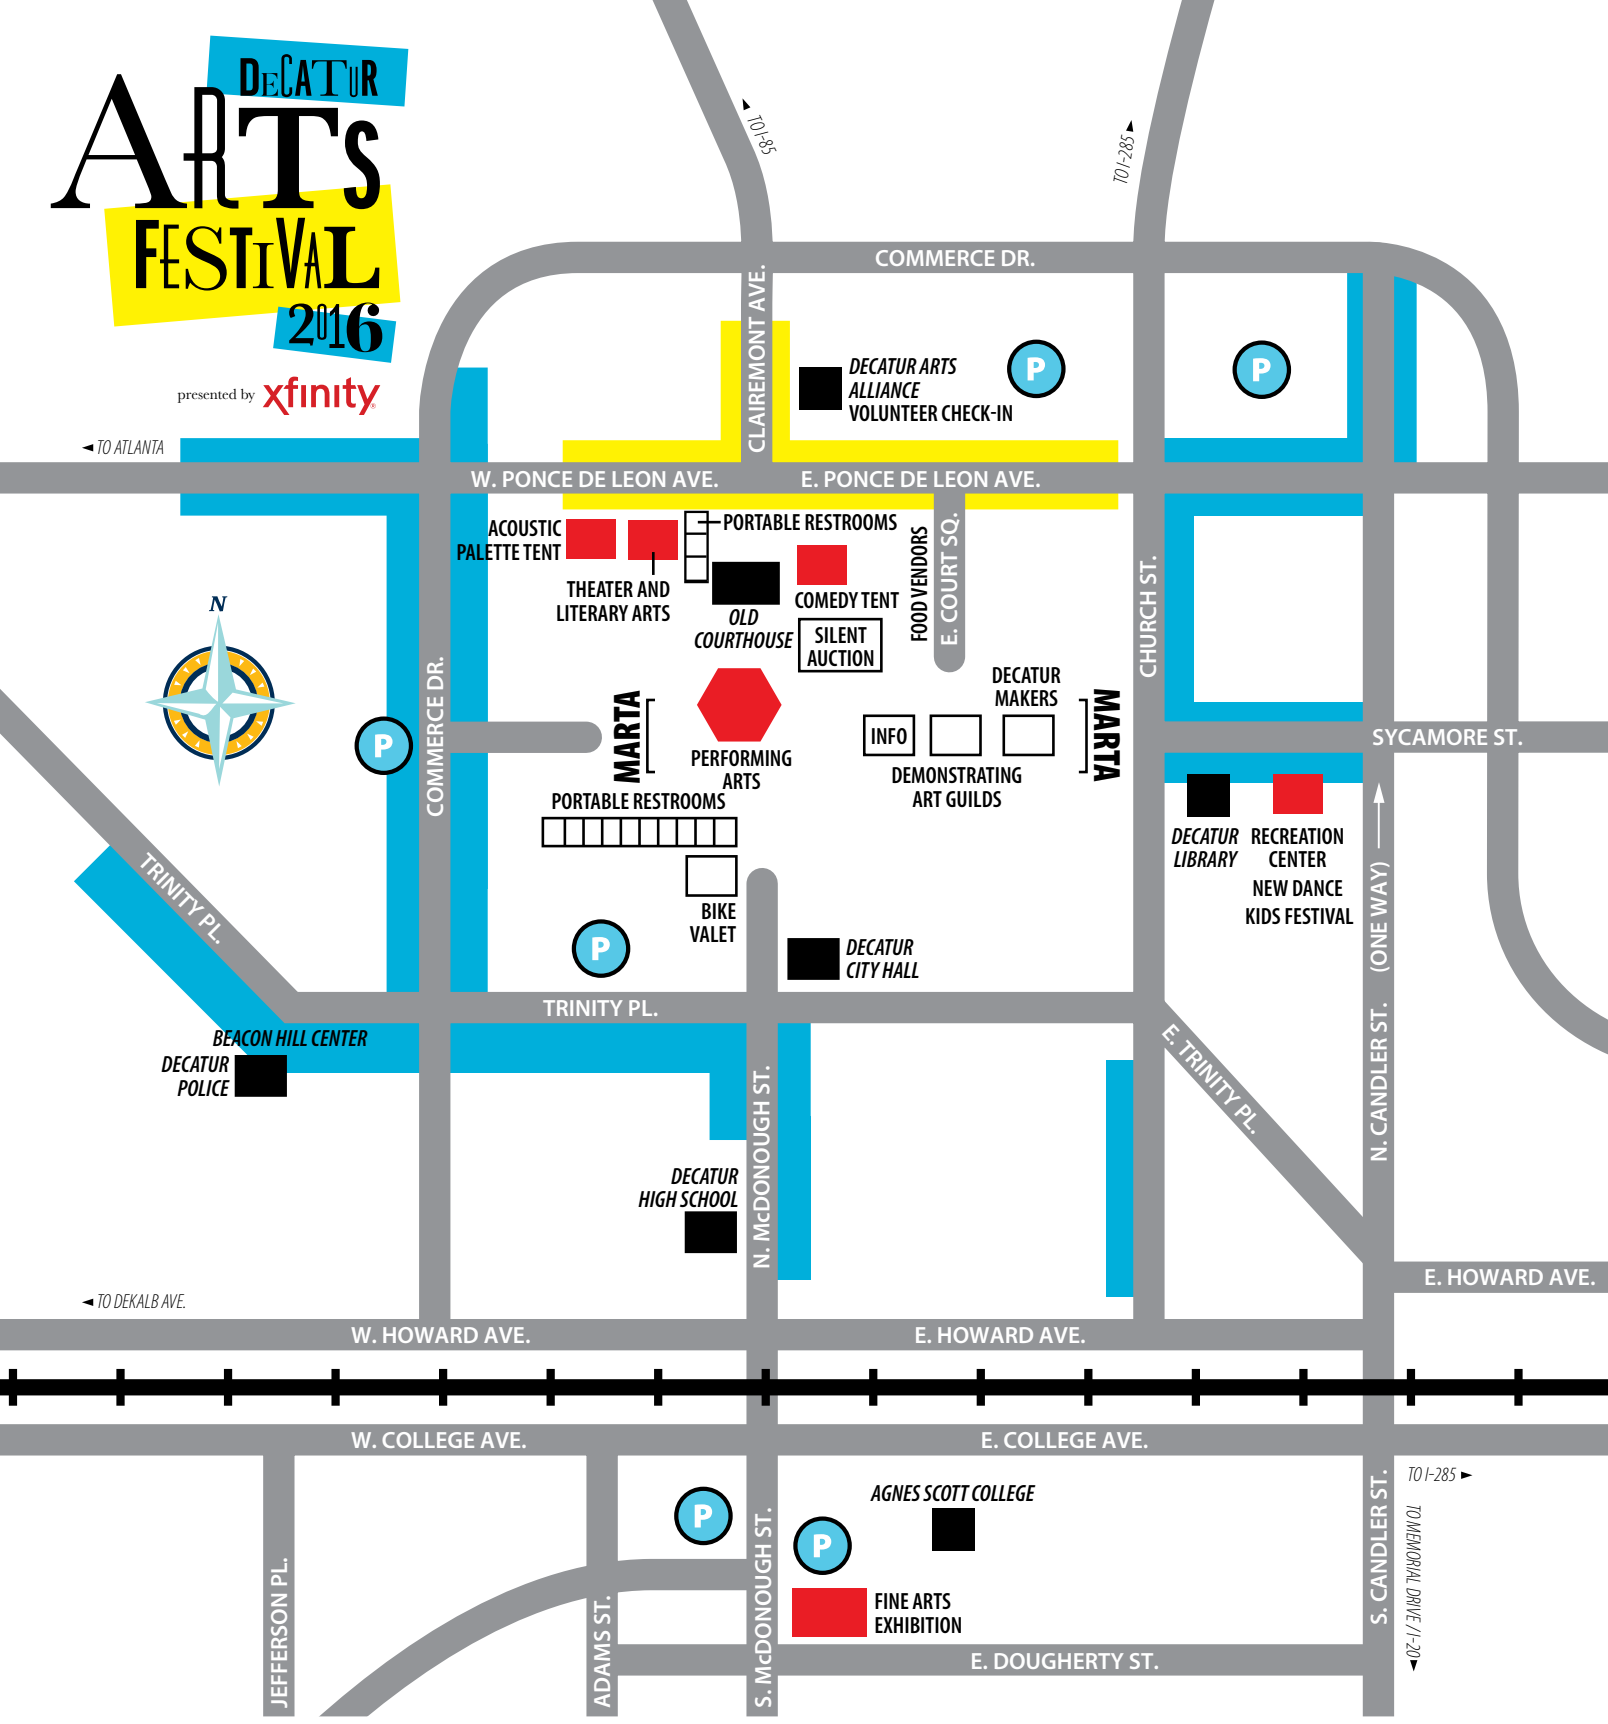 DECATUR
ARTS
FESTIVAL
2016
presented by xfinity
TO I-85
TO I-285
COMMERCE DR.
CLAIREMONT AVE.
P
P
DECATUR ARTS
ALLIANCE
VOLUNTEER CHECK-IN
TO ATLANTA
W. PONCE DE LEON AVE.
E. PONCE DE LEON AVE.
ACOUSTIC
PALETTE TENT
PORTABLE RESTROOMS
THEATER AND
LITERARY ARTS
OLD
COURTHOUSE
COMEDY TENT
SILENT
AUCTION
FOOD VENDORS
E. COURT SQ.
CHURCH ST.
N
COMMERCE DR.
P
MARTA
PERFORMING
ARTS
DECATUR
MAKERS
INFO
DEMONSTRATING
ART GUILDS
MARTA
SYCAMORE ST.
PORTABLE RESTROOMS
BIKE
VALET
P
DECATUR
CITY HALL
DECATUR
LIBRARY
RECREATION
CENTER
NEW DANCE
KIDS FESTIVAL
TRINITY PL.
TRINITY PL.
E. TRINITY PL.
N. CANDLER ST. (ONE WAY)
BEACON HILL CENTER
DECATUR
POLICE
N. McDONOUGH ST.
DECATUR
HIGH SCHOOL
E. HOWARD AVE.
TO DEKALB AVE.
W. HOWARD AVE.
E. HOWARD AVE.
W. COLLEGE AVE.
E. COLLEGE AVE.
TO I-285
TO MEMORIAL DRIVE / I-20
S. CANDLER ST.
AGNES SCOTT COLLEGE
P
P
FINE ARTS
EXHIBITION
JEFFERSON PL.
ADAMS ST.
S. McDONOUGH ST.
E. DOUGHERTY ST.